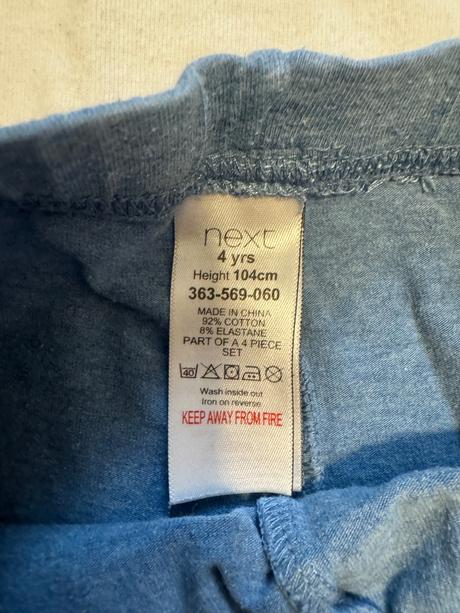 next
4 yrs
Height 104cm
363-569-060
MADE IN CHINA
92% COTTON
8% ELASTANE
PART OF A 4 PIECE
SET
40
Wash inside out
Iron on reverse
KEEP AWAY FROM FIRE